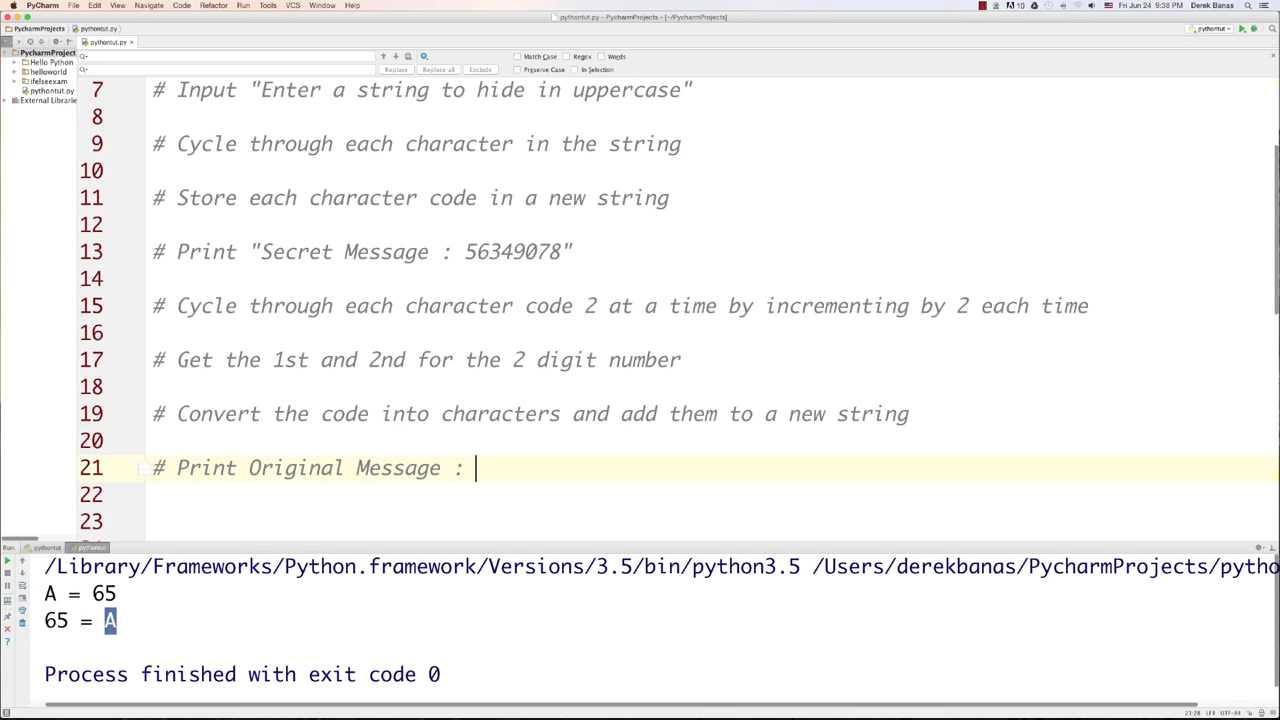 PyCharm File Edit View Navigate Code Refactor Run Tools VCS Window Help
10 Fri Jun 24 9:38 PM Derek Banas
pythontut.py - PycharmProjects - [~/PycharmProjects]
PycharmProjects pythontut.py
pythontut
pythontut.py
PycharmProject
Hello Python
helloworld
ifelseexam
pythontut.py
External Librarie
Match Case Regex Words
Replace Replace all Exclude Preserve Case In Selection
7 # Input "Enter a string to hide in uppercase"
8
9 # Cycle through each character in the string
10
11 # Store each character code in a new string
12
13 # Print "Secret Message : 56349078"
14
15 # Cycle through each character code 2 at a time by incrementing by 2 each time
16
17 # Get the 1st and 2nd for the 2 digit number
18
19 # Convert the code into characters and add them to a new string
20
21 # Print Original Message :
22
23
Run: pythontut pythontut
/Library/Frameworks/Python.framework/Versions/3.5/bin/python3.5 /Users/derekbanas/PycharmProjects/pytho
A = 65
65 = A
Process finished with exit code 0
21:28 LF÷ UTF-8÷